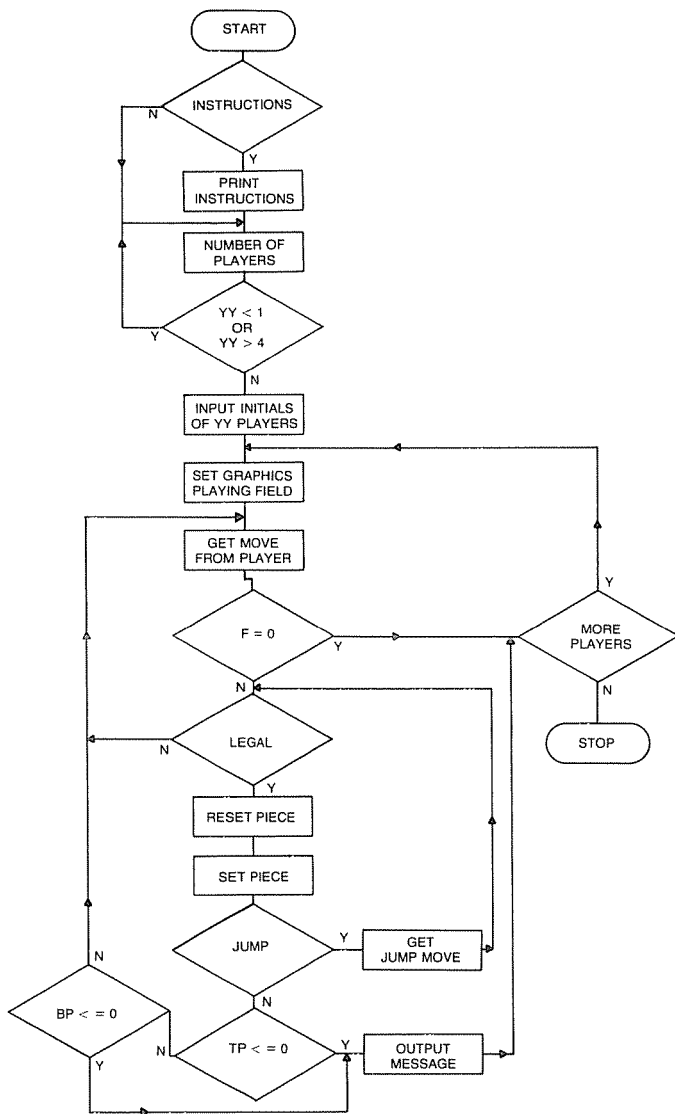 START
INSTRUCTIONS
N
Y
PRINT
INSTRUCTIONS
NUMBER OF
PLAYERS
YY < 1
OR
YY > 4
Y
N
INPUT INITIALS
OF YY PLAYERS
SET GRAPHICS
PLAYING FIELD
GET MOVE
FROM PLAYER
F = 0
Y
N
MORE
PLAYERS
Y
N
STOP
LEGAL
N
Y
RESET PIECE
SET PIECE
JUMP
Y
GET
JUMP MOVE
N
BP < = 0
N
Y
TP < = 0
N
Y
OUTPUT
MESSAGE